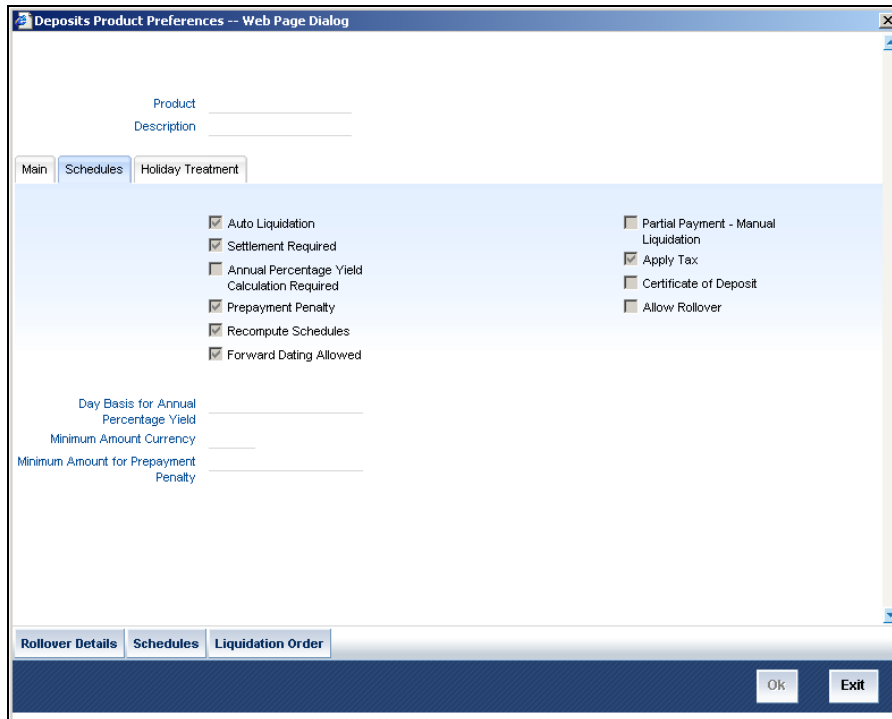 Deposits Product Preferences -- Web Page Dialog
Product
Description
Main Schedules Holiday Treatment
Auto Liquidation
Settlement Required
Annual Percentage Yield
Calculation Required
Prepayment Penalty
Recompute Schedules
Forward Dating Allowed
Partial Payment - Manual
Liquidation
Apply Tax
Certificate of Deposit
Allow Rollover
Day Basis for Annual
Percentage Yield
Minimum Amount Currency
Minimum Amount for Prepayment
Penalty
Rollover Details Schedules Liquidation Order
Ok Exit